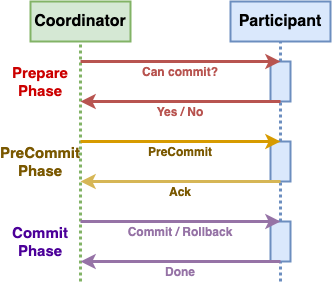 Coordinator
Participant
Can commit?
Prepare
Phase
Yes / No
PreCommit
PreCommit
Phase
Ack
Commit / Rollback
Commit
Phase
Done